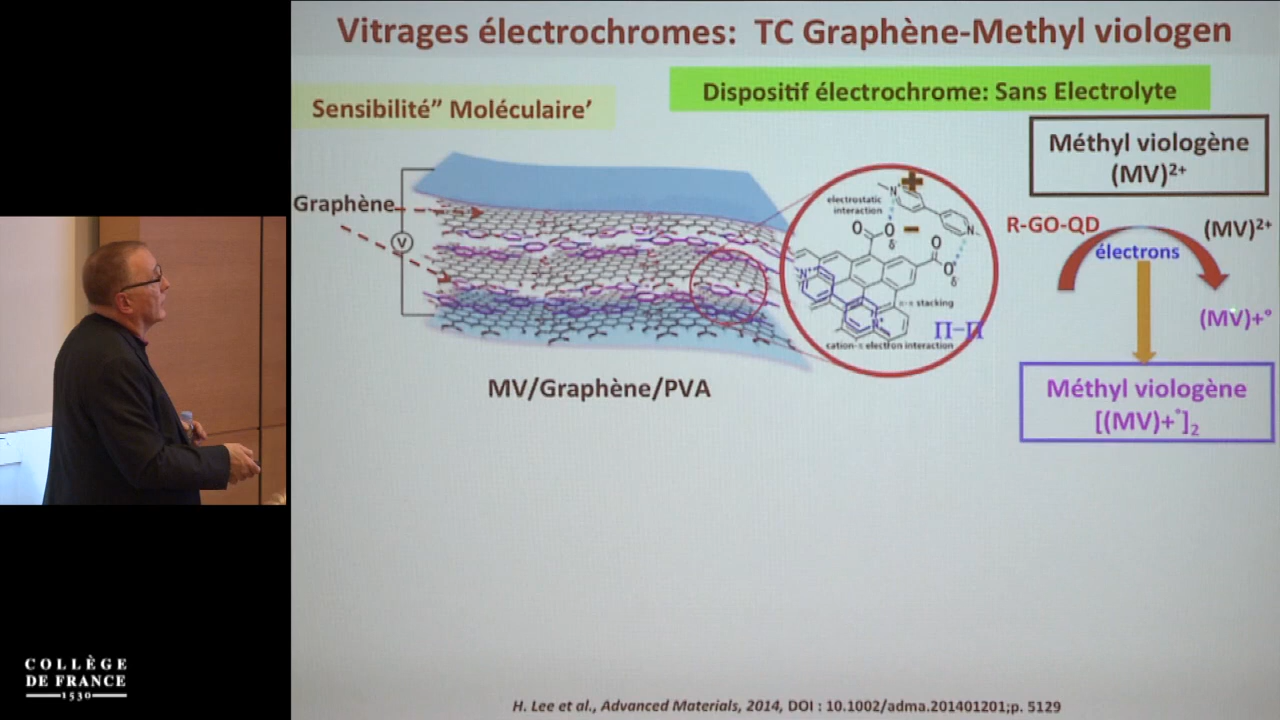 Vitrages électrochromes: TC Graphène-Methyl viologen
Sensibilité” Moléculaire’
Dispositif électrochrome: Sans Electrolyte
Méthyl viologène
(MV)²⁺
Graphène
V
electrostatic
interaction
+
N
O
O
−
δ
N
O
O
δ
N⁺
π-π stacking
Π−Π
cation-π electron interaction
R-GO-QD
(MV)²⁺
électrons
(MV)+°
MV/Graphène/PVA
Méthyl viologène
[(MV)+°]₂
COLLÈGE
DE FRANCE
1530
H. Lee et al., Advanced Materials, 2014, DOI : 10.1002/adma.201401201;p. 5129